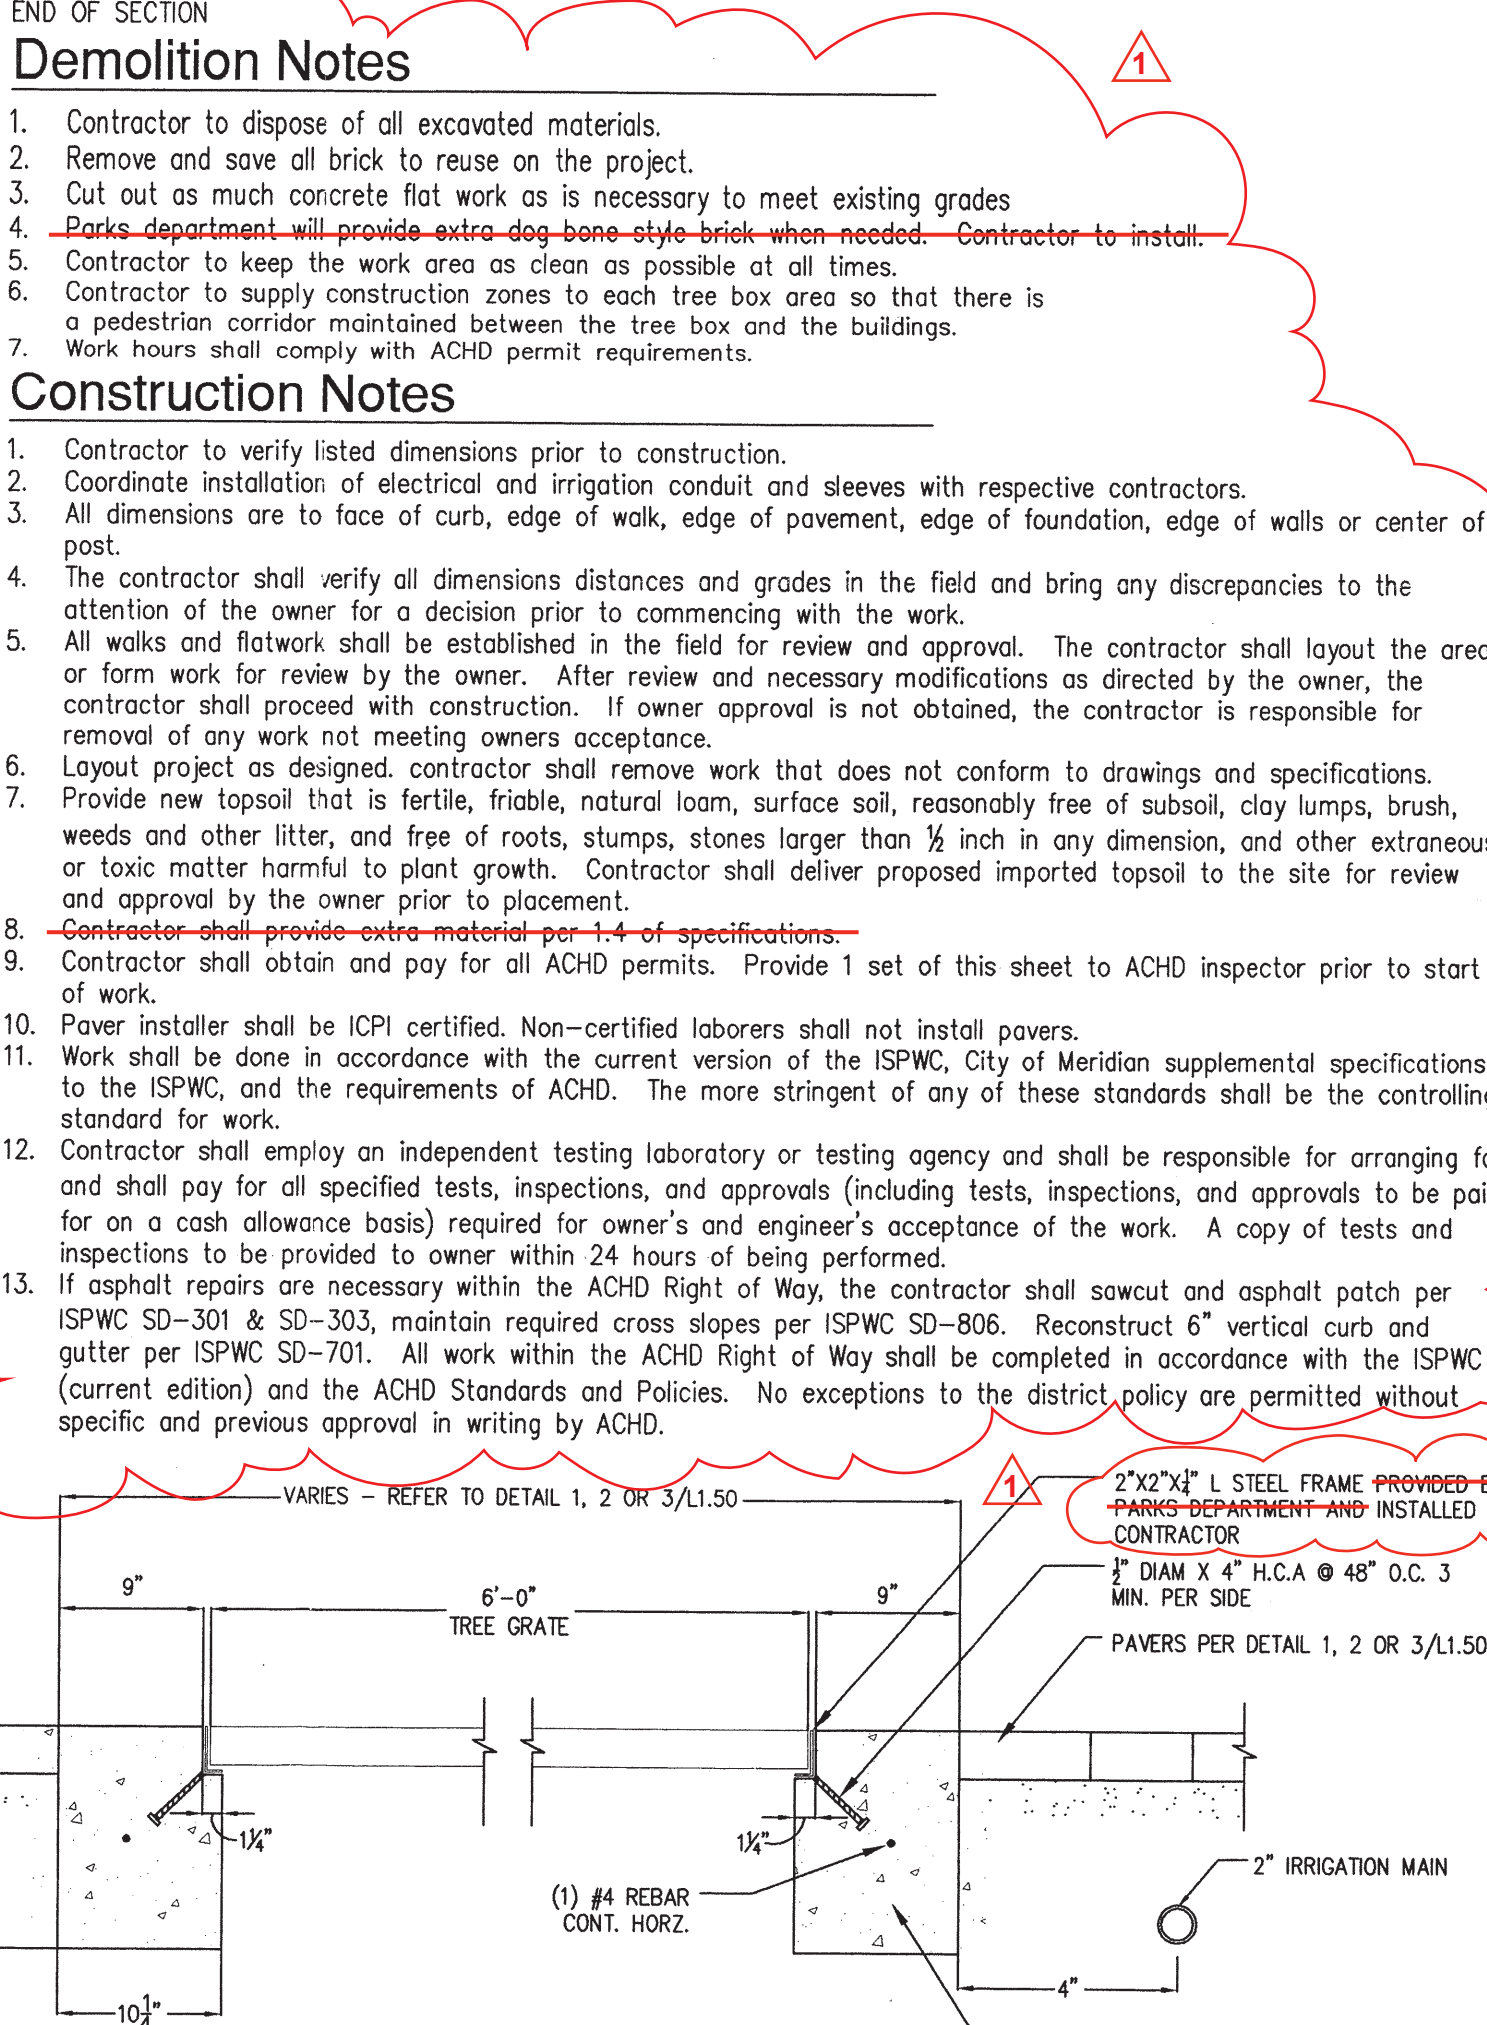 END OF SECTION
Demolition Notes
1
1. Contractor to dispose of all excavated materials.
2. Remove and save all brick to reuse on the project.
3. Cut out as much concrete flat work as is necessary to meet existing grades
4. Parks department will provide extra dog bone style brick when needed. Contractor to install.
5. Contractor to keep the work area as clean as possible at all times.
6. Contractor to supply construction zones to each tree box area so that there is
a pedestrian corridor maintained between the tree box and the buildings.
7. Work hours shall comply with ACHD permit requirements.
Construction Notes
1. Contractor to verify listed dimensions prior to construction.
2. Coordinate installation of electrical and irrigation conduit and sleeves with respective contractors.
3. All dimensions are to face of curb, edge of walk, edge of pavement, edge of foundation, edge of walls or center of
post.
4. The contractor shall verify all dimensions distances and grades in the field and bring any discrepancies to the
attention of the owner for a decision prior to commencing with the work.
5. All walks and flatwork shall be established in the field for review and approval. The contractor shall layout the area
or form work for review by the owner. After review and necessary modifications as directed by the owner, the
contractor shall proceed with construction. If owner approval is not obtained, the contractor is responsible for
removal of any work not meeting owners acceptance.
6. Layout project as designed. contractor shall remove work that does not conform to drawings and specifications.
7. Provide new topsoil that is fertile, friable, natural loam, surface soil, reasonably free of subsoil, clay lumps, brush,
weeds and other litter, and free of roots, stumps, stones larger than ½ inch in any dimension, and other extraneous
or toxic matter harmful to plant growth. Contractor shall deliver proposed imported topsoil to the site for review
and approval by the owner prior to placement.
8. Contractor shall provide extra material per 1.4 of specifications.
9. Contractor shall obtain and pay for all ACHD permits. Provide 1 set of this sheet to ACHD inspector prior to start
of work.
10. Paver installer shall be ICPI certified. Non-certified laborers shall not install pavers.
11. Work shall be done in accordance with the current version of the ISPWC, City of Meridian supplemental specifications
to the ISPWC, and the requirements of ACHD. The more stringent of any of these standards shall be the controlling
standard for work.
12. Contractor shall employ an independent testing laboratory or testing agency and shall be responsible for arranging fo
and shall pay for all specified tests, inspections, and approvals (including tests, inspections, and approvals to be pai
for on a cash allowance basis) required for owner's and engineer's acceptance of the work. A copy of tests and
inspections to be provided to owner within 24 hours of being performed.
13. If asphalt repairs are necessary within the ACHD Right of Way, the contractor shall sawcut and asphalt patch per
ISPWC SD-301 & SD-303, maintain required cross slopes per ISPWC SD-806. Reconstruct 6" vertical curb and
gutter per ISPWC SD-701. All work within the ACHD Right of Way shall be completed in accordance with the ISPWC
(current edition) and the ACHD Standards and Policies. No exceptions to the district policy are permitted without
specific and previous approval in writing by ACHD.
1
2"X2"X¼" L STEEL FRAME PROVIDED B
PARKS DEPARTMENT AND INSTALLED
CONTRACTOR
VARIES - REFER TO DETAIL 1, 2 OR 3/L1.50
½" DIAM X 4" H.C.A @ 48" O.C. 3
MIN. PER SIDE
9"
6'-0"
TREE GRATE
9"
PAVERS PER DETAIL 1, 2 OR 3/L1.50
1¼"
1¼"
2" IRRIGATION MAIN
(1) #4 REBAR
CONT. HORZ.
4"
10¼"